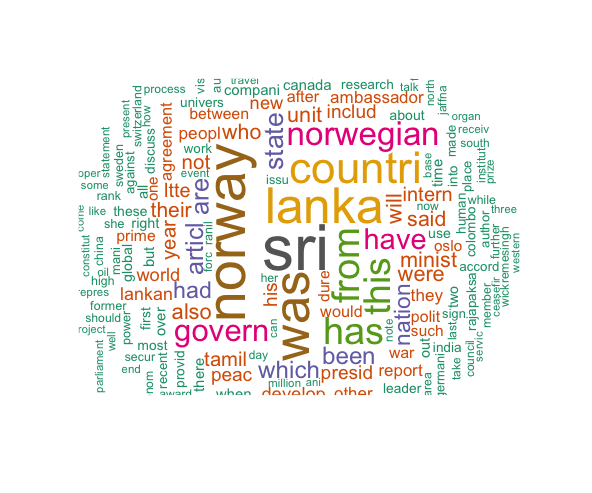 process
vis
au
travel
talk
north
compani
canada
research
jaffna
univers
new
after
ambassador
switzerland
how
present
between
unit
includ
about
organ
receiv
statement
agreement
peopl
who
state
norwegian
made
south
discuss
work
against
sweden
not
countri
base
time
into
place
institut
prize
oper
some
rank
all
one
ltte
are
event
issu
norway
lanka
will
intern
now
human
while
like
these
their
she
right
year
articl
forc
ramil
sri
from
have
said
use
oslo
colombo
author
three
constitut
china
mani
prime
but
global
world
was
this
minist
were
accord
further
western
oil
high
had
her
his
dure
nation
they
rajapaksa
member
ceasefir
wickremesingh
repres
lankan
former
also
should
first
over
power
govern
can
would
has
note
polit
such
sign
two
last
well
most
secur
end
recent
provid
there
tamil
day
which
been
war
out
india
servic
council
take
parliament
peac
million
ani
presid
report
germani
area
leader
award
when
develop
other